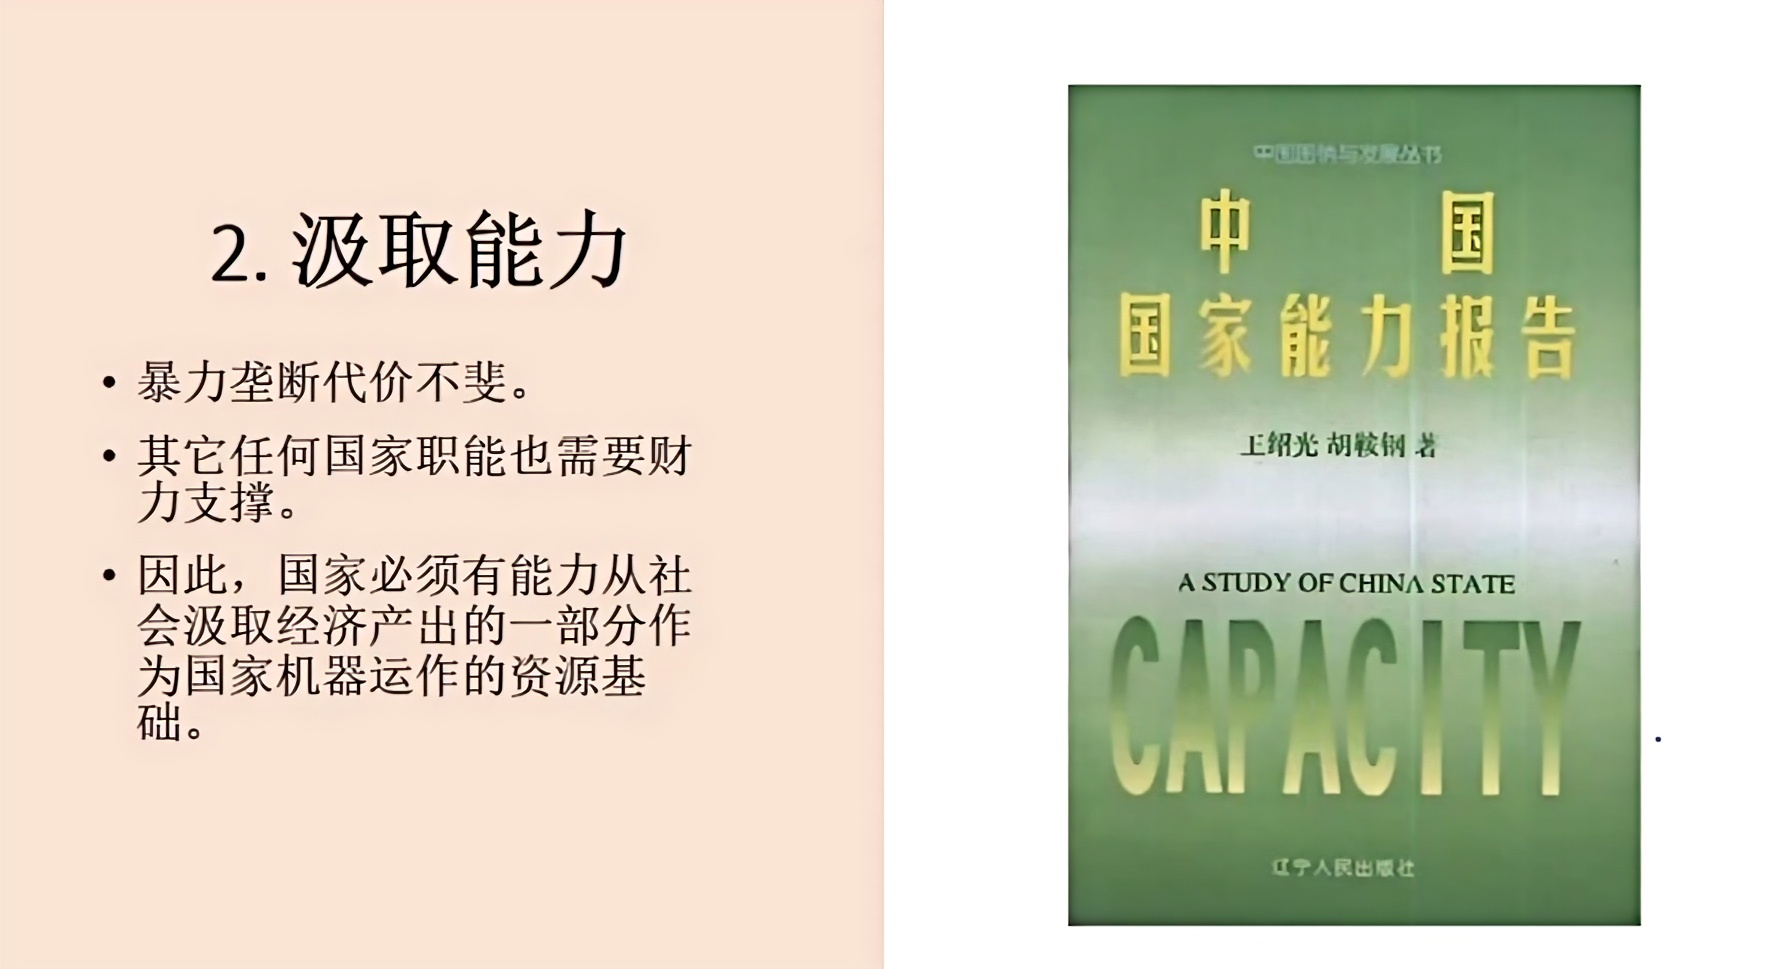 2. 汲取能力
• 暴力垄断代价不斐。
• 其它任何国家职能也需要财
力支撑。
• 因此，国家必须有能力从社
会汲取经济产出的一部分作
为国家机器运作的资源基
础。
中国国情与发展丛书
中 国
国家能力报告
王绍光 胡鞍钢 著
A STUDY OF CHINA STATE
CAPACITY
辽宁人民出版社